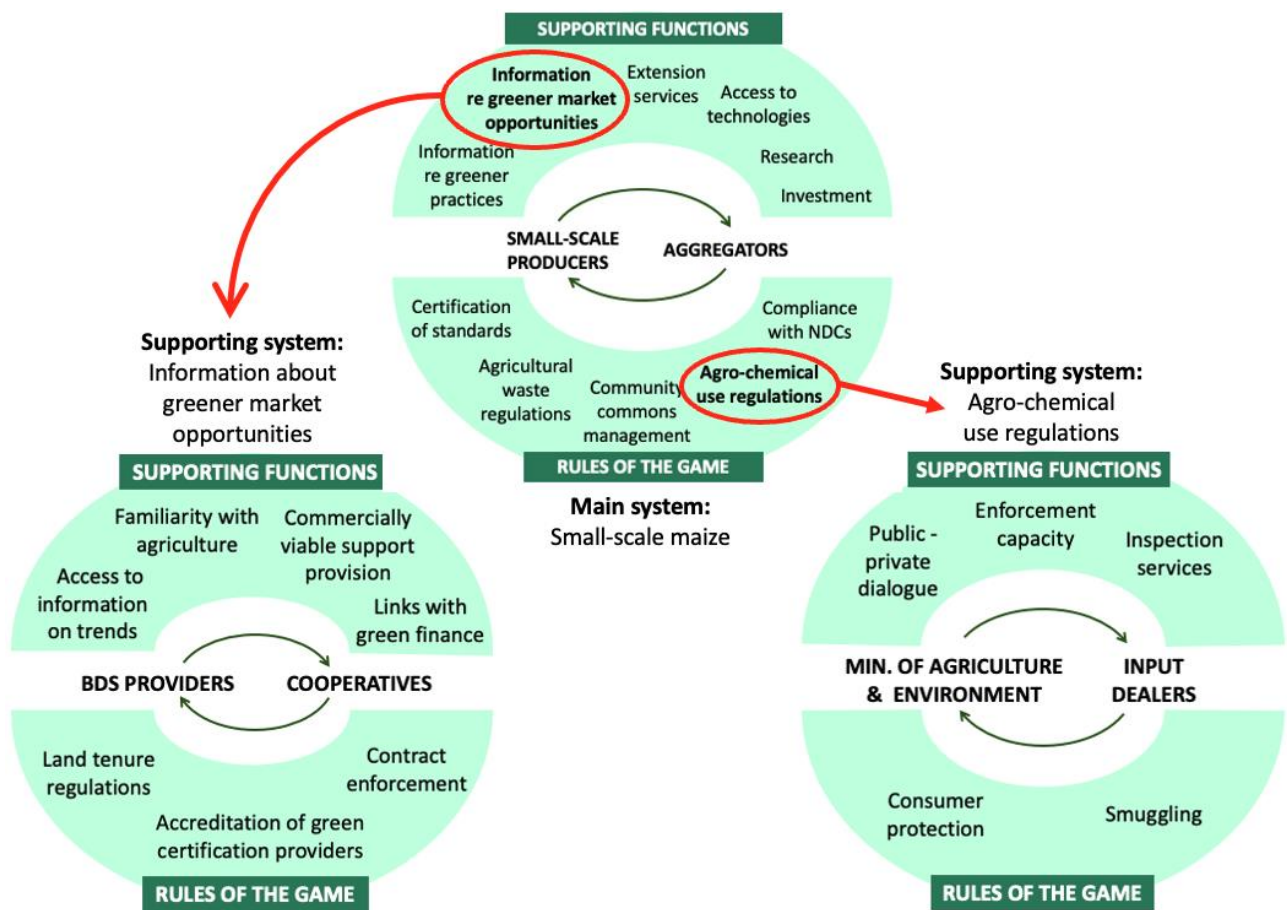 SUPPORTING FUNCTIONS
Information
re greener market
opportunities
Extension
services
Access to
technologies
Information
re greener
practices
Research
Investment
SMALL-SCALE
PRODUCERS
AGGREGATORS
Certification
of standards
Compliance
with NDCs
Agricultural
waste
regulations
Community
commons
management
Agro-chemical
use regulations
RULES OF THE GAME
Main system:
Small-scale maize
Supporting system:
Information about
greener market
opportunities
SUPPORTING FUNCTIONS
Familiarity with
agriculture
Commercially
viable support
provision
Access to
information
on trends
Links with
green finance
BDS PROVIDERS
COOPERATIVES
Land tenure
regulations
Contract
enforcement
Accreditation of green
certification providers
RULES OF THE GAME
Supporting system:
Agro-chemical
use regulations
SUPPORTING FUNCTIONS
Public -
private
dialogue
Enforcement
capacity
Inspection
services
MIN. OF AGRICULTURE
& ENVIRONMENT
INPUT
DEALERS
Consumer
protection
Smuggling
RULES OF THE GAME